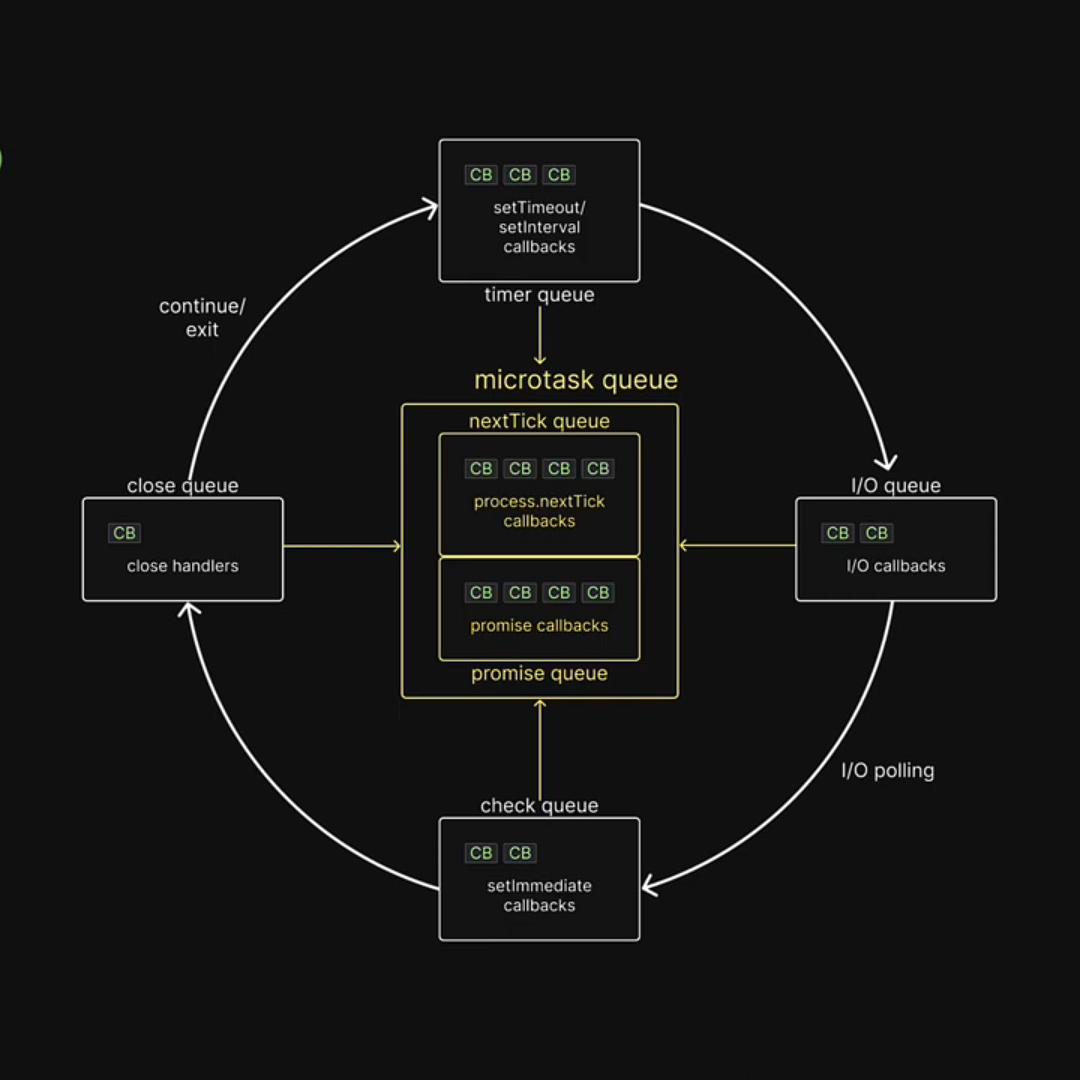 CB CB CB
setTimeout/
setInterval
callbacks
timer queue
continue/
exit
microtask queue
nextTick queue
CB CB CB CB
process.nextTick
callbacks
CB CB CB CB
promise callbacks
promise queue
close queue
CB
close handlers
I/O queue
CB CB
I/O callbacks
I/O polling
check queue
CB CB
setImmediate
callbacks